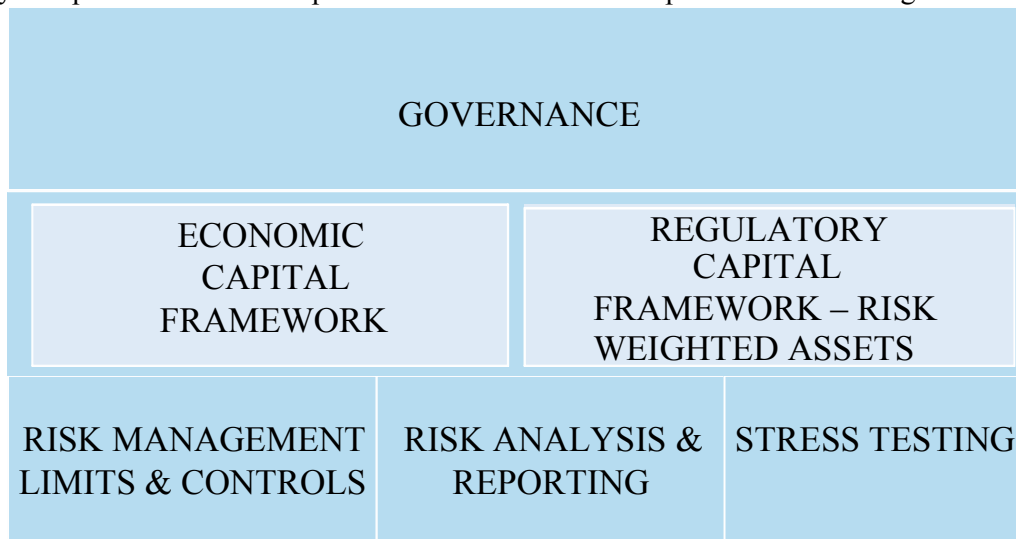 GOVERNANCE
ECONOMIC
CAPITAL
FRAMEWORK
REGULATORY
CAPITAL
FRAMEWORK – RISK
WEIGHTED ASSETS
RISK MANAGEMENT
LIMITS & CONTROLS
RISK ANALYSIS &
REPORTING
STRESS TESTING